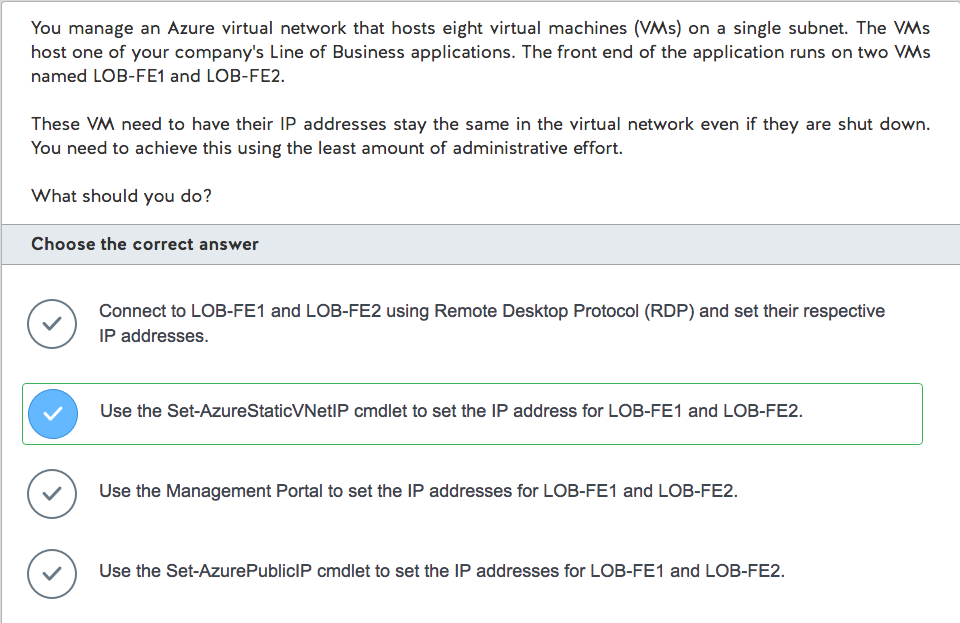 You manage an Azure virtual network that hosts eight virtual machines (VMs) on a single subnet. The VMs
host one of your company's Line of Business applications. The front end of the application runs on two VMs
named LOB-FE1 and LOB-FE2.
These VM need to have their IP addresses stay the same in the virtual network even if they are shut down.
You need to achieve this using the least amount of administrative effort.
What should you do?
Choose the correct answer
Connect to LOB-FE1 and LOB-FE2 using Remote Desktop Protocol (RDP) and set their respective
IP addresses.
Use the Set-AzureStaticVNetIP cmdlet to set the IP address for LOB-FE1 and LOB-FE2.
Use the Management Portal to set the IP addresses for LOB-FE1 and LOB-FE2.
Use the Set-AzurePublicIP cmdlet to set the IP addresses for LOB-FE1 and LOB-FE2.